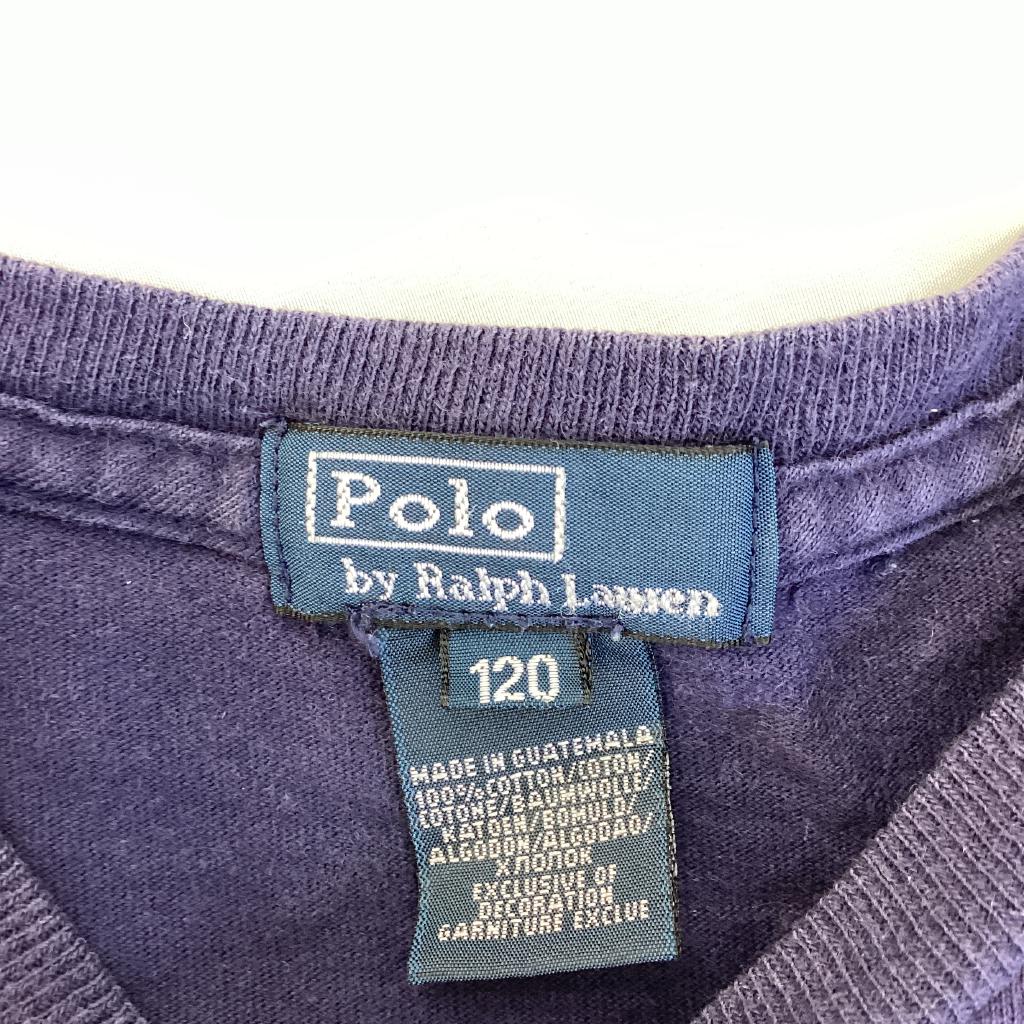 Polo
by Ralph Lauren
120
MADE IN GUATEMALA
100% COTTON/COTON/
COTONE/BAUMWOLLE/
KATOEN/BOMULD/
ALGODON/ALGODAO/
ХЛОПОК
EXCLUSIVE OF
DECORATION
GARNITURE EXCLUE